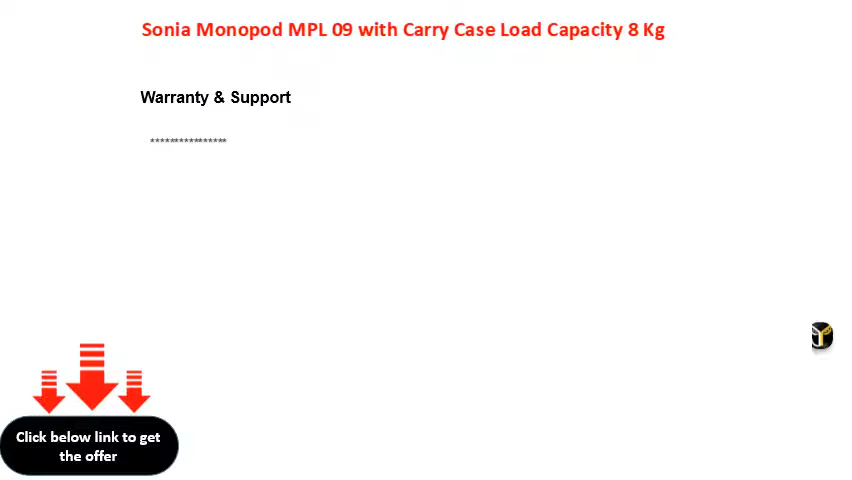 Sonia Monopod MPL 09 with Carry Case Load Capacity 8 Kg
Warranty & Support
****************
Click below link to get
the offer